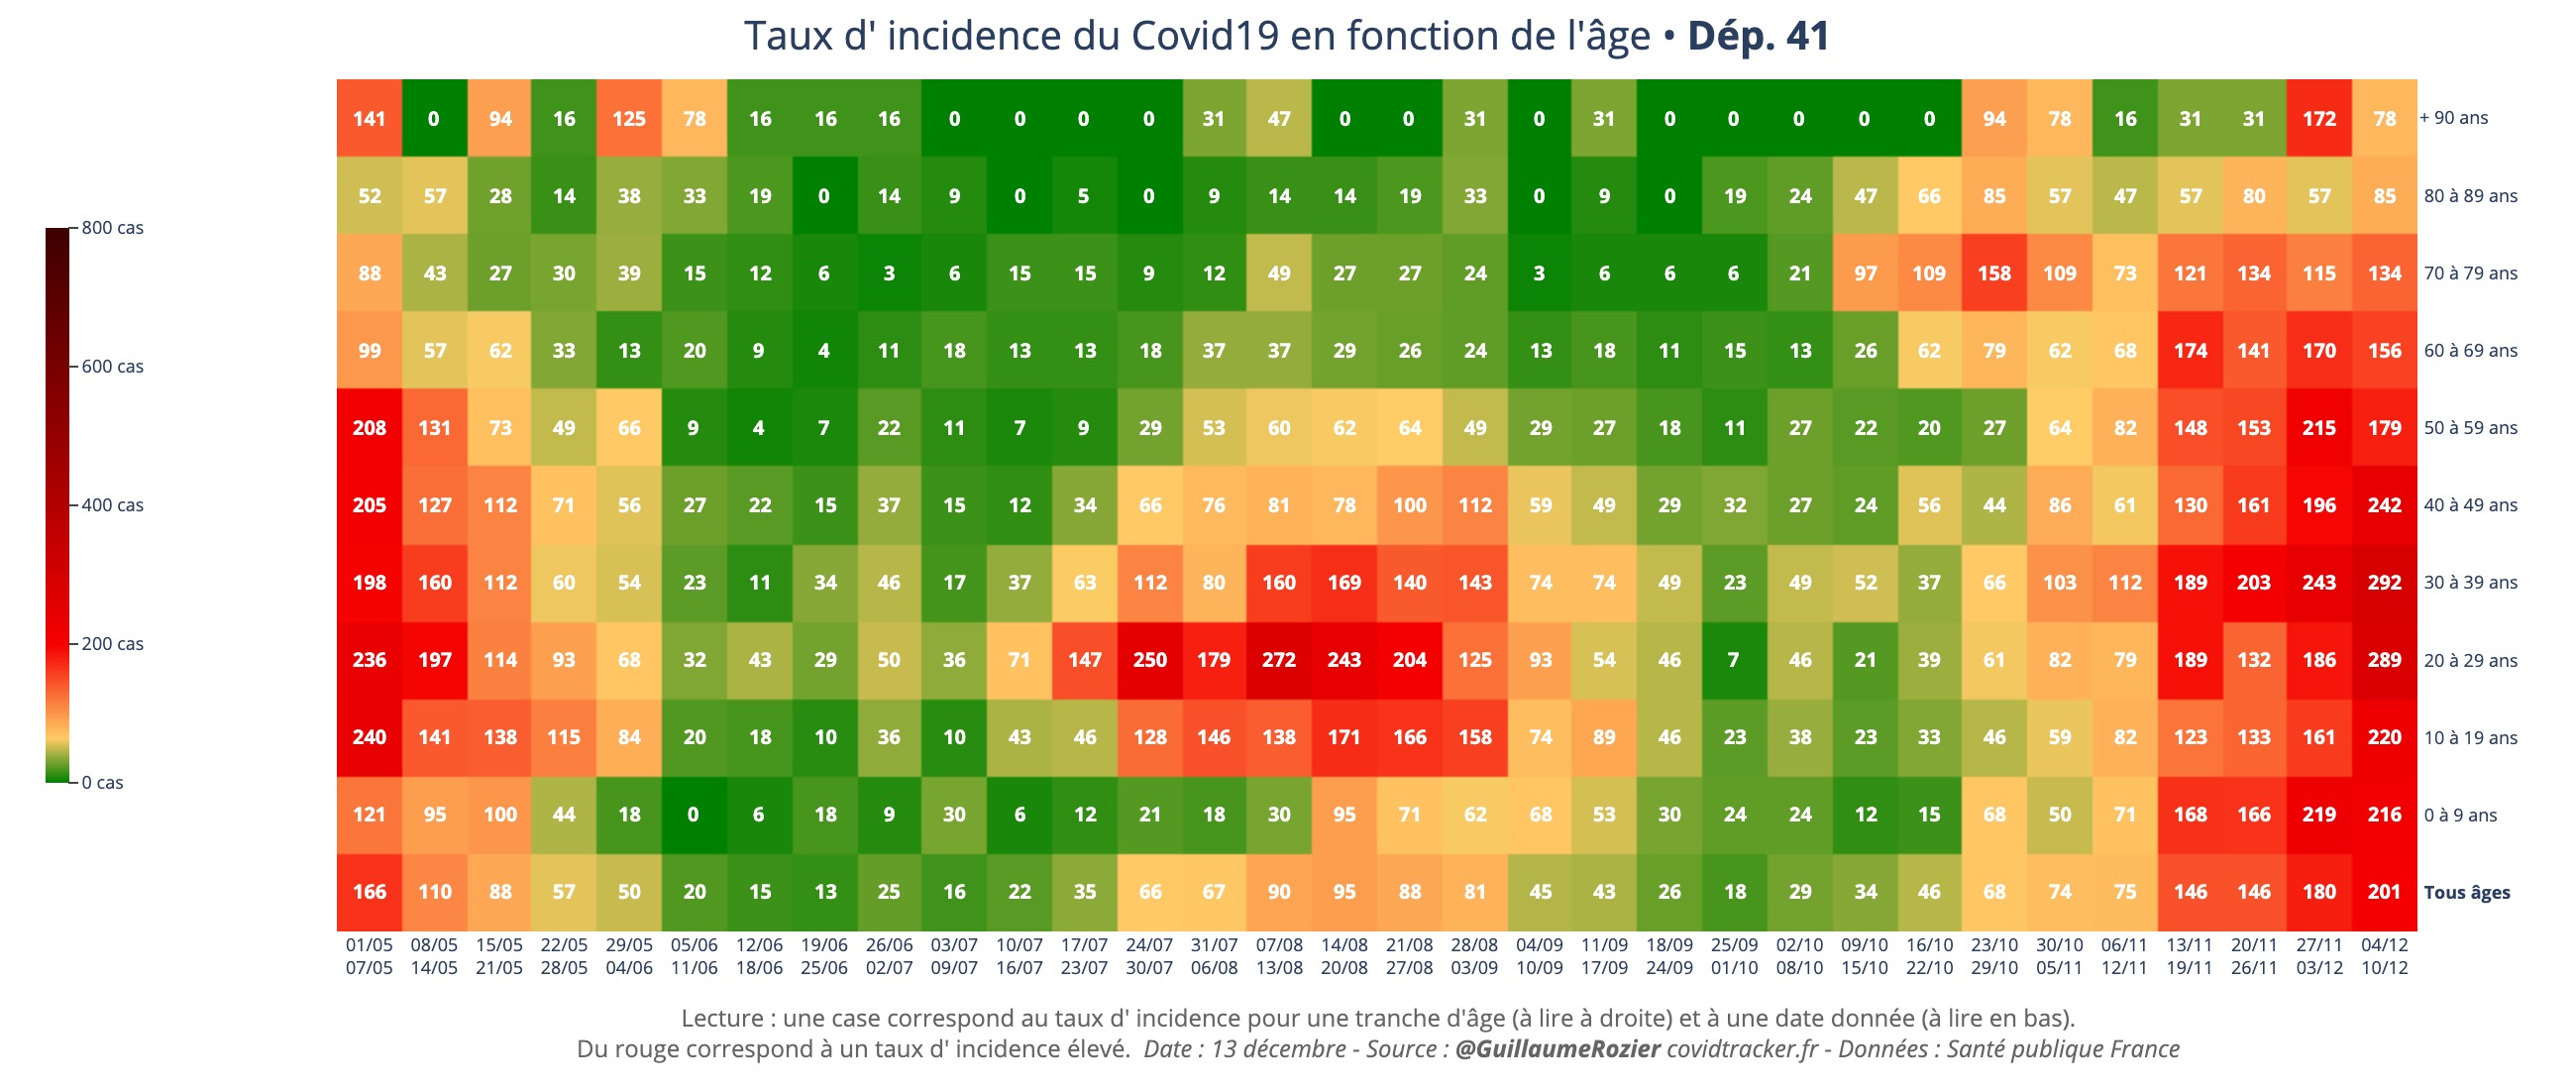 Taux d' incidence du Covid19 en fonction de l'âge • Dép. 41
800 cas
600 cas
400 cas
200 cas
0 cas
141 0 94 16 125 78 16 16 16 0 0 0 0 31 47 0 0 31 0 31 0 0 0 0 0 94 78 16 31 31 172 78 + 90 ans
52 57 28 14 38 33 19 0 14 9 0 5 0 9 14 14 19 33 0 9 0 19 24 47 66 85 57 47 57 80 57 85 80 à 89 ans
88 43 27 30 39 15 12 6 3 6 15 15 9 12 49 27 27 24 3 6 6 6 21 97 109 158 109 73 121 134 115 134 70 à 79 ans
99 57 62 33 13 20 9 4 11 18 13 13 18 37 37 29 26 24 13 18 11 15 13 26 62 79 62 68 174 141 170 156 60 à 69 ans
208 131 73 49 66 9 4 7 22 11 7 9 29 53 60 62 64 49 29 27 18 11 27 22 20 27 64 82 148 153 215 179 50 à 59 ans
205 127 112 71 56 27 22 15 37 15 12 34 66 76 81 78 100 112 59 49 29 32 27 24 56 44 86 61 130 161 196 242 40 à 49 ans
198 160 112 60 54 23 11 34 46 17 37 63 112 80 160 169 140 143 74 74 49 23 49 52 37 66 103 112 189 203 243 292 30 à 39 ans
236 197 114 93 68 32 43 29 50 36 71 147 250 179 272 243 204 125 93 54 46 7 46 21 39 61 82 79 189 132 186 289 20 à 29 ans
240 141 138 115 84 20 18 10 36 10 43 46 128 146 138 171 166 158 74 89 46 23 38 23 33 46 59 82 123 133 161 220 10 à 19 ans
121 95 100 44 18 0 6 18 9 30 6 12 21 18 30 95 71 62 68 53 30 24 24 12 15 68 50 71 168 166 219 216 0 à 9 ans
166 110 88 57 50 20 15 13 25 16 22 35 66 67 90 95 88 81 45 43 26 18 29 34 46 68 74 75 146 146 180 201 Tous âges
01/05 08/05 15/05 22/05 29/05 05/06 12/06 19/06 26/06 03/07 10/07 17/07 24/07 31/07 07/08 14/08 21/08 28/08 04/09 11/09 18/09 25/09 02/10 09/10 16/10 23/10 30/10 06/11 13/11 20/11 27/11 04/12
07/05 14/05 21/05 28/05 04/06 11/06 18/06 25/06 02/07 09/07 16/07 23/07 30/07 06/08 13/08 20/08 27/08 03/09 10/09 17/09 24/09 01/10 08/10 15/10 22/10 29/10 05/11 12/11 19/11 26/11 03/12 10/12
Lecture : une case correspond au taux d' incidence pour une tranche d'âge (à lire à droite) et à une date donnée (à lire en bas).
Du rouge correspond à un taux d' incidence élevé. Date : 13 décembre - Source : @GuillaumeRozier covidtracker.fr - Données : Santé publique France